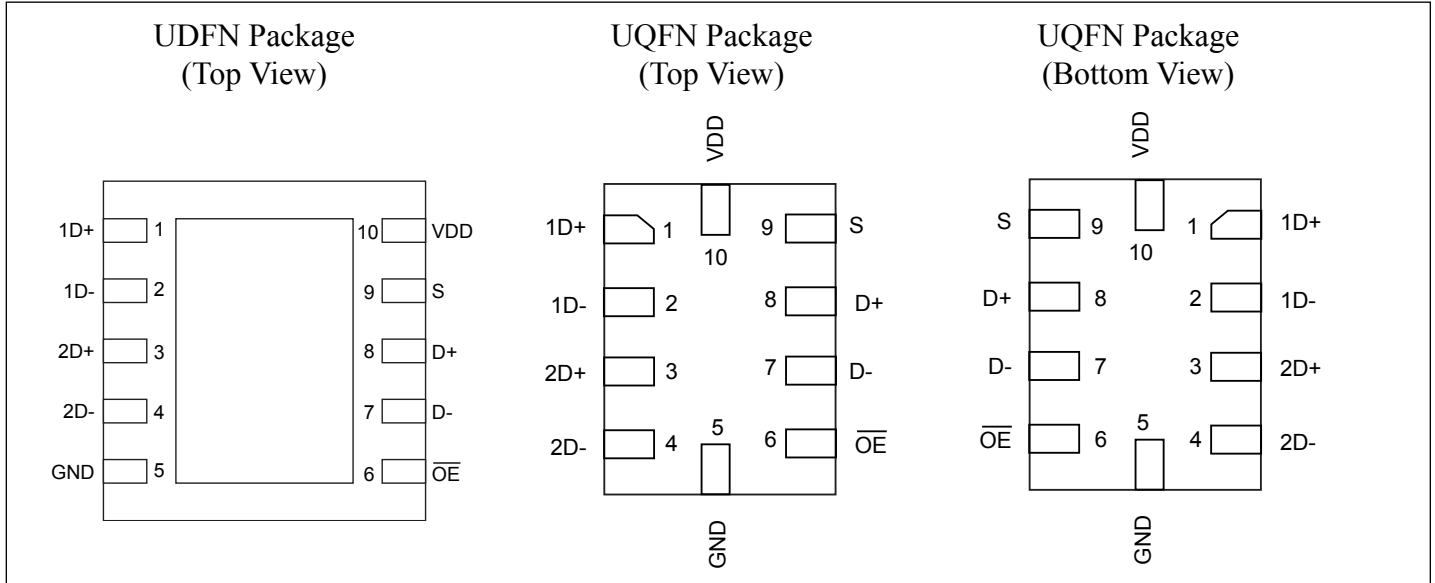 UDFN Package
(Top View)
1D+ 1 10 VDD
1D- 2 9 S
2D+ 3 8 D+
2D- 4 7 D-
GND 5 6 O̅E̅
UQFN Package
(Top View)
VDD
1D+ 1 9 S
10
1D- 2 8 D+
2D+ 3 7 D-
5
2D- 4 6 O̅E̅
GND
UQFN Package
(Bottom View)
VDD
S 9 1 1D+
10
D+ 8 2 1D-
D- 7 3 2D+
5
O̅E̅ 6 4 2D-
GND